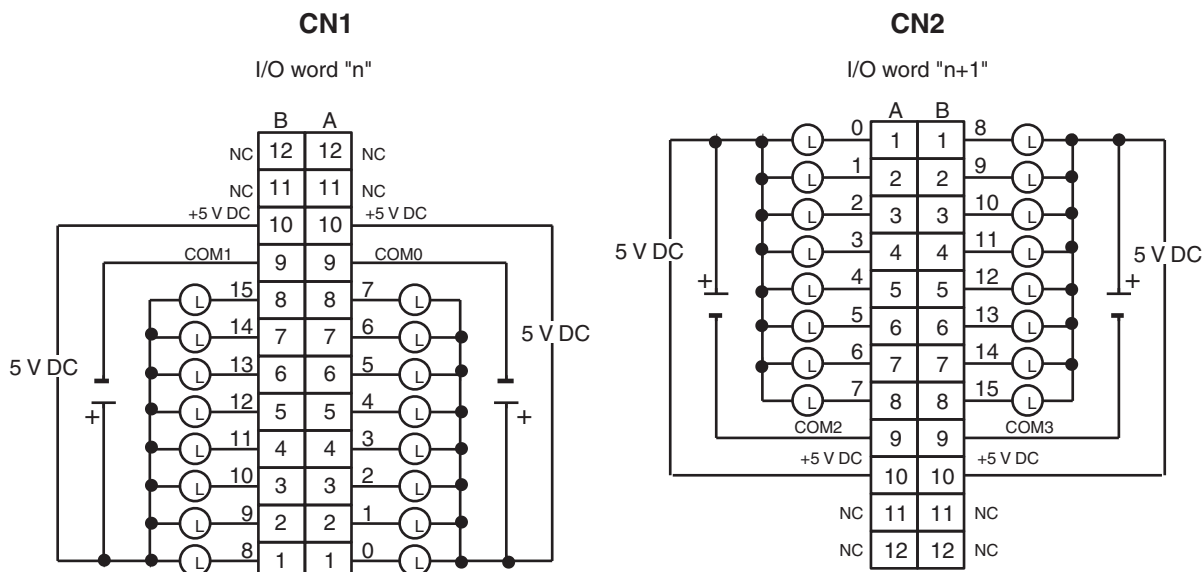 CN1
I/O word "n"
B A
NC 12 12 NC
NC 11 11 NC
+5 V DC 10 10 +5 V DC
COM1 9 9 COM0
L 15 8 8 7 L
L 14 7 7 6 L
5 V DC 5 V DC
L 13 6 6 5 L
+ L 12 5 5 4 L +
L 11 4 4 3 L
L 10 3 3 2 L
L 9 2 2 1 L
L 8 1 1 0 L
CN2
I/O word "n+1"
A B
L 0 1 1 8 L
L 1 2 2 9 L
L 2 3 3 10 L
5 V DC L 3 4 4 11 L 5 V DC
+ L 4 5 5 12 L +
L 5 6 6 13 L
L 6 7 7 14 L
L 7 8 8 15 L
COM2 9 9 COM3
+5 V DC 10 10 +5 V DC
NC 11 11 NC
NC 12 12 NC